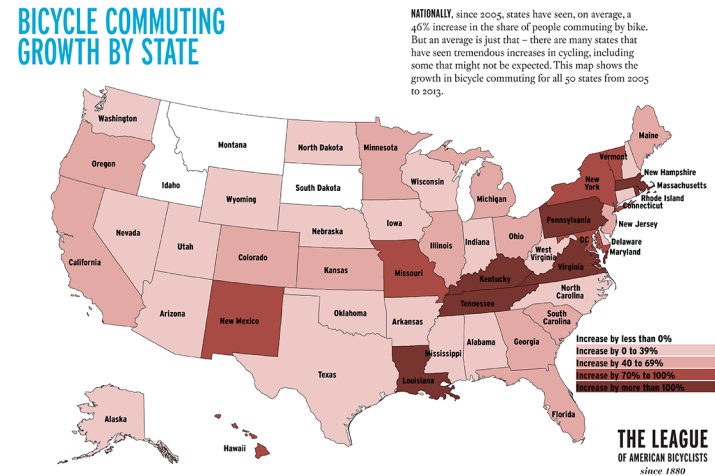 BICYCLE COMMUTING
GROWTH BY STATE
NATIONALLY, since 2005, states have seen, on average, a
46% increase in the share of people commuting by bike.
But an average is just that – there are many states that
have seen tremendous increases in cycling, including
some that might not be expected. This map shows the
growth in bicycle commuting for all 50 states from 2005
to 2013.
Washington
Montana
North Dakota
Minnesota
Maine
Oregon
Idaho
South Dakota
Wisconsin
Michigan
Vermont
New
York
New Hampshire
Massachusetts
Rhode Island
Connecticut
Wyoming
Nebraska
Iowa
Pennsylvania
New Jersey
Nevada
Utah
Colorado
Kansas
Missouri
Illinois
Indiana
Ohio
West
Virginia
DC
Delaware
Maryland
California
Kentucky
Virginia
Arizona
New Mexico
Oklahoma
Arkansas
Tennessee
North
Carolina
South
Carolina
Texas
Louisiana
Mississippi
Alabama
Georgia
Florida
Alaska
Hawaii
Increase by less than 0%
Increase by 0 to 39%
Increase by 40 to 69%
Increase by 70% to 100%
Increase by more than 100%
THE LEAGUE
OF AMERICAN BICYCLISTS
since 1880